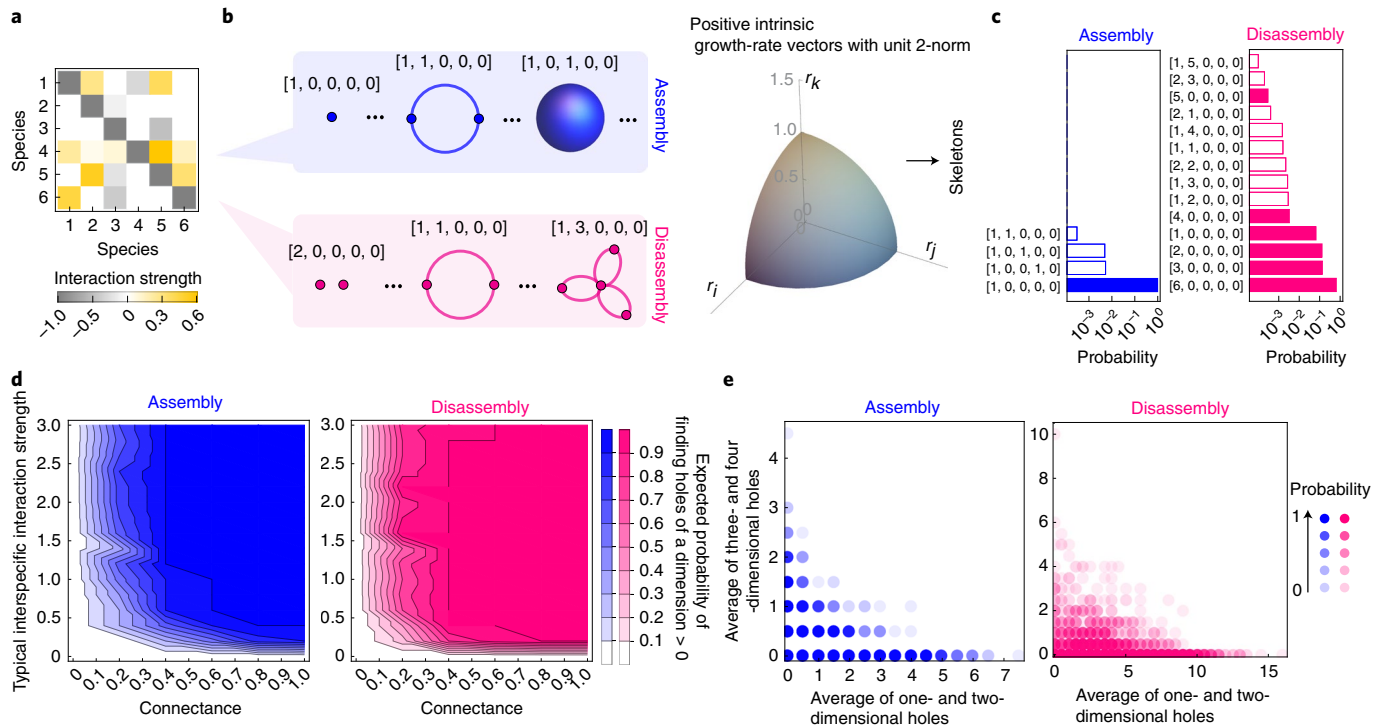 a
Species
1
2
3
4
5
6
1 2 3 4 5 6
Species
Interaction strength
−1.0 −0.5 0 0.3 0.6
b
[1, 0, 0, 0, 0] ... [1, 1, 0, 0, 0] ... [1, 0, 1, 0, 0] ...
Assembly
[2, 0, 0, 0, 0] ... [1, 1, 0, 0, 0] ... [1, 3, 0, 0, 0]
Disassembly
Positive intrinsic
growth-rate vectors with unit 2-norm
rk
1.5
1.0
0.5
0
0
0
ri
rj
Skeletons
c
Assembly
[1, 1, 0, 0, 0]
[1, 0, 1, 0, 0]
[1, 0, 0, 1, 0]
[1, 0, 0, 0, 0]
10−3 10−2 10−1 100
Probability
Disassembly
[1, 5, 0, 0, 0]
[2, 3, 0, 0, 0]
[5, 0, 0, 0, 0]
[2, 1, 0, 0, 0]
[1, 4, 0, 0, 0]
[1, 1, 0, 0, 0]
[2, 2, 0, 0, 0]
[1, 3, 0, 0, 0]
[1, 2, 0, 0, 0]
[4, 0, 0, 0, 0]
[1, 0, 0, 0, 0]
[2, 0, 0, 0, 0]
[3, 0, 0, 0, 0]
[6, 0, 0, 0, 0]
10−3 10−2 10−1 100
Probability
d
Typical interspecific interaction strength
Assembly
3.0
2.5
2.0
1.5
1.0
0.5
0
0 0.1 0.2 0.3 0.4 0.5 0.6 0.7 0.8 0.9 1.0
Connectance
Disassembly
3.0
2.5
2.0
1.5
1.0
0.5
0
0 0.1 0.2 0.3 0.4 0.5 0.6 0.7 0.8 0.9 1.0
Connectance
0.9
0.8
0.7
0.6
0.5
0.4
0.3
0.2
0.1
Expected probability of
finding holes of a dimension > 0
e
Average of three- and four
-dimensional holes
Assembly
4
3
2
1
0
0 1 2 3 4 5 6 7
Average of one- and two-
dimensional holes
Disassembly
10
8
6
4
2
0
0 5 10 15
Average of one- and two-
dimensional holes
Probability
1
0